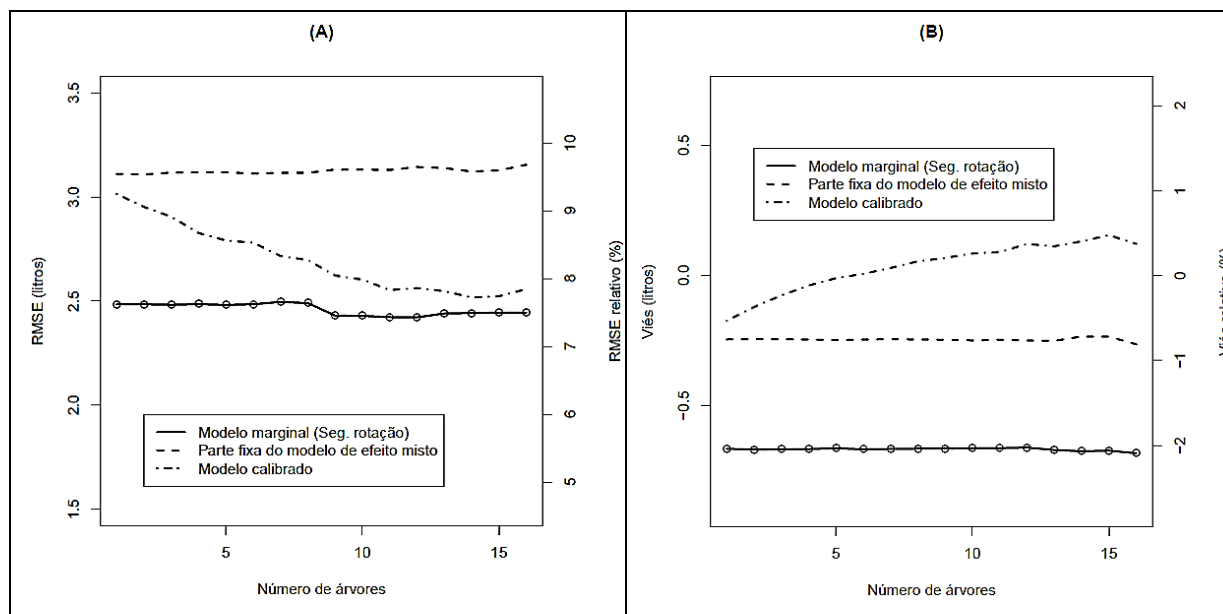 (A)
3.5
3.0
2.5
2.0
1.5
RMSE (litros)
10
9
8
7
6
5
RMSE relativo (%)
Modelo marginal (Seg. rotação)
Parte fixa do modelo de efeito misto
Modelo calibrado
5
10
15
Número de árvores
(B)
0.5
0.0
−0.5
Viés (litros)
2
1
0
−1
−2
Viés relativo (%)
Modelo marginal (Seg. rotação)
Parte fixa do modelo de efeito misto
Modelo calibrado
5
10
15
Número de árvores